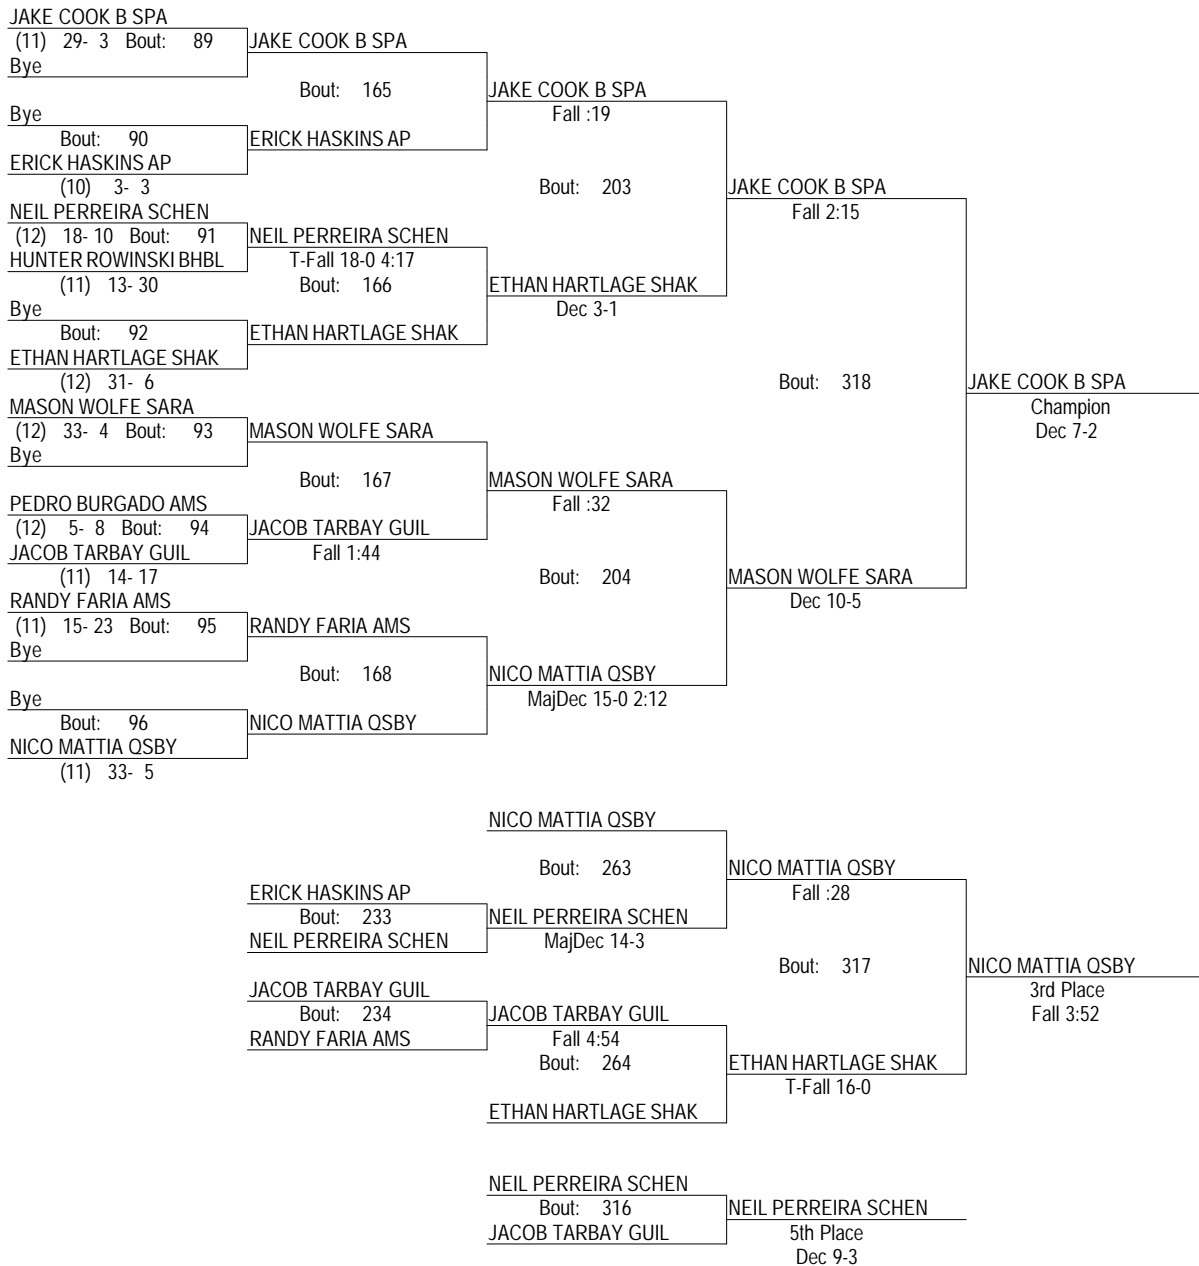 JAKE COOK B SPA
(11) 29- 3 Bout: 89 JAKE COOK B SPA
Bye
Bout: 165 JAKE COOK B SPA
Bye Fall :19
Bout: 90 ERICK HASKINS AP
ERICK HASKINS AP
(10) 3- 3 Bout: 203 JAKE COOK B SPA
NEIL PERREIRA SCHEN Fall 2:15
(12) 18- 10 Bout: 91 NEIL PERREIRA SCHEN
HUNTER ROWINSKI BHBL T-Fall 18-0 4:17
(11) 13- 30 Bout: 166 ETHAN HARTLAGE SHAK
Bye Dec 3-1
Bout: 92 ETHAN HARTLAGE SHAK
ETHAN HARTLAGE SHAK
(12) 31- 6 Bout: 318 JAKE COOK B SPA
MASON WOLFE SARA Champion
(12) 33- 4 Bout: 93 MASON WOLFE SARA Dec 7-2
Bye
Bout: 167 MASON WOLFE SARA
PEDRO BURGADO AMS Fall :32
(12) 5- 8 Bout: 94 JACOB TARBAY GUIL
JACOB TARBAY GUIL Fall 1:44
(11) 14- 17 Bout: 204 MASON WOLFE SARA
RANDY FARIA AMS Dec 10-5
(11) 15- 23 Bout: 95 RANDY FARIA AMS
Bye
Bout: 168 NICO MATTIA QSBY
Bye MajDec 15-0 2:12
Bout: 96 NICO MATTIA QSBY
NICO MATTIA QSBY
(11) 33- 5
NICO MATTIA QSBY
Bout: 263 NICO MATTIA QSBY
ERICK HASKINS AP Fall :28
Bout: 233 NEIL PERREIRA SCHEN
NEIL PERREIRA SCHEN MajDec 14-3
Bout: 317 NICO MATTIA QSBY
JACOB TARBAY GUIL 3rd Place
Bout: 234 JACOB TARBAY GUIL Fall 3:52
RANDY FARIA AMS Fall 4:54
Bout: 264 ETHAN HARTLAGE SHAK
T-Fall 16-0
ETHAN HARTLAGE SHAK
NEIL PERREIRA SCHEN
Bout: 316 NEIL PERREIRA SCHEN
JACOB TARBAY GUIL 5th Place
Dec 9-3